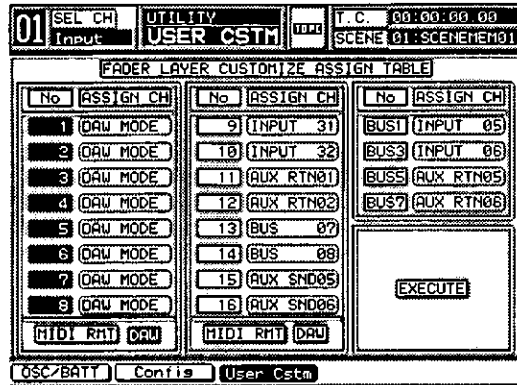 01 SEL CH Input UTILITY USER CSTM TOPI T.C. 00:00:00.00 SCENE 01:SCENEMEM01
FADER LAYER CUSTOMIZE ASSIGN TABLE
No ASSIGN CH No ASSIGN CH No ASSIGN CH
1 DAW MODE 9 INPUT 31 BUS1 INPUT 05
2 DAW MODE 10 INPUT 32 BUS3 INPUT 06
3 DAW MODE 11 AUX RTN01 BUS5 AUX RTN05
4 DAW MODE 12 AUX RTN02 BUS7 AUX RTN06
5 DAW MODE 13 BUS 07
6 DAW MODE 14 BUS 08
7 DAW MODE 15 AUX SND05
8 DAW MODE 16 AUX SND06
EXECUTE
MIDI RMT DAW MIDI RMT DAW
OSC/BATT Config User Cstm